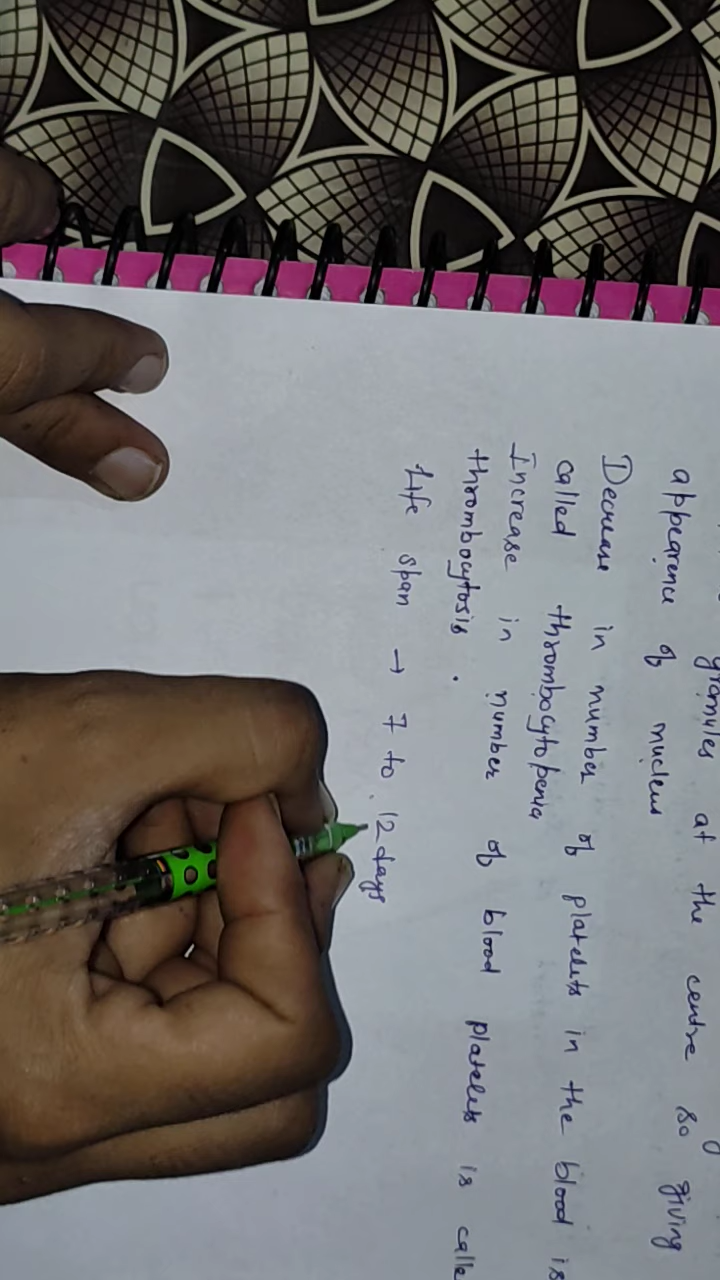 granules at the centre so giving
appearence of nucleus
Decrease in number of platelets in the blood is
called thrombocytopenia
Increase in number of blood platelets is calle
thrombocytosis.
Life span → 7 to 12 days